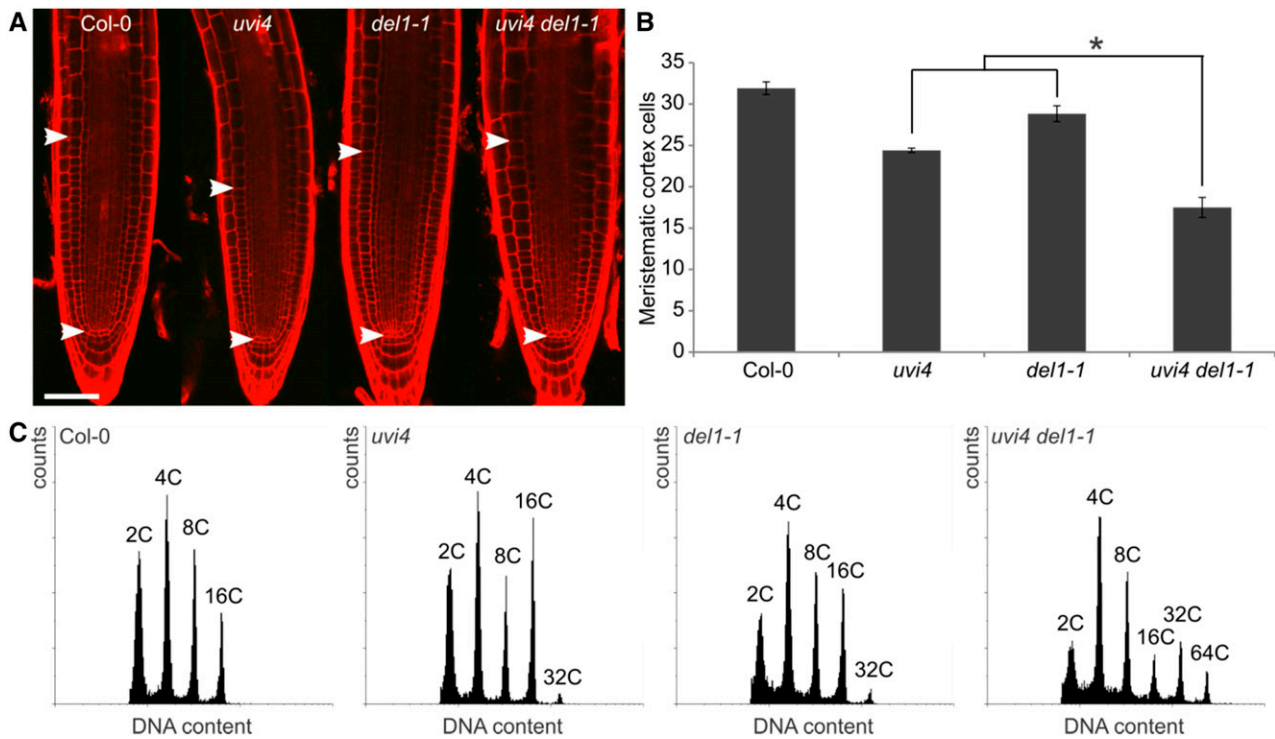 A
Col-0
uvi4
del1-1
uvi4 del1-1
B
*
35
30
25
20
15
10
5
0
Meristematic cortex cells
Col-0
uvi4
del1-1
uvi4 del1-1
C
Col-0
counts
2C
4C
8C
16C
DNA content
uvi4
counts
2C
4C
8C
16C
32C
DNA content
del1-1
counts
2C
4C
8C
16C
32C
DNA content
uvi4 del1-1
counts
2C
4C
8C
16C
32C
64C
DNA content